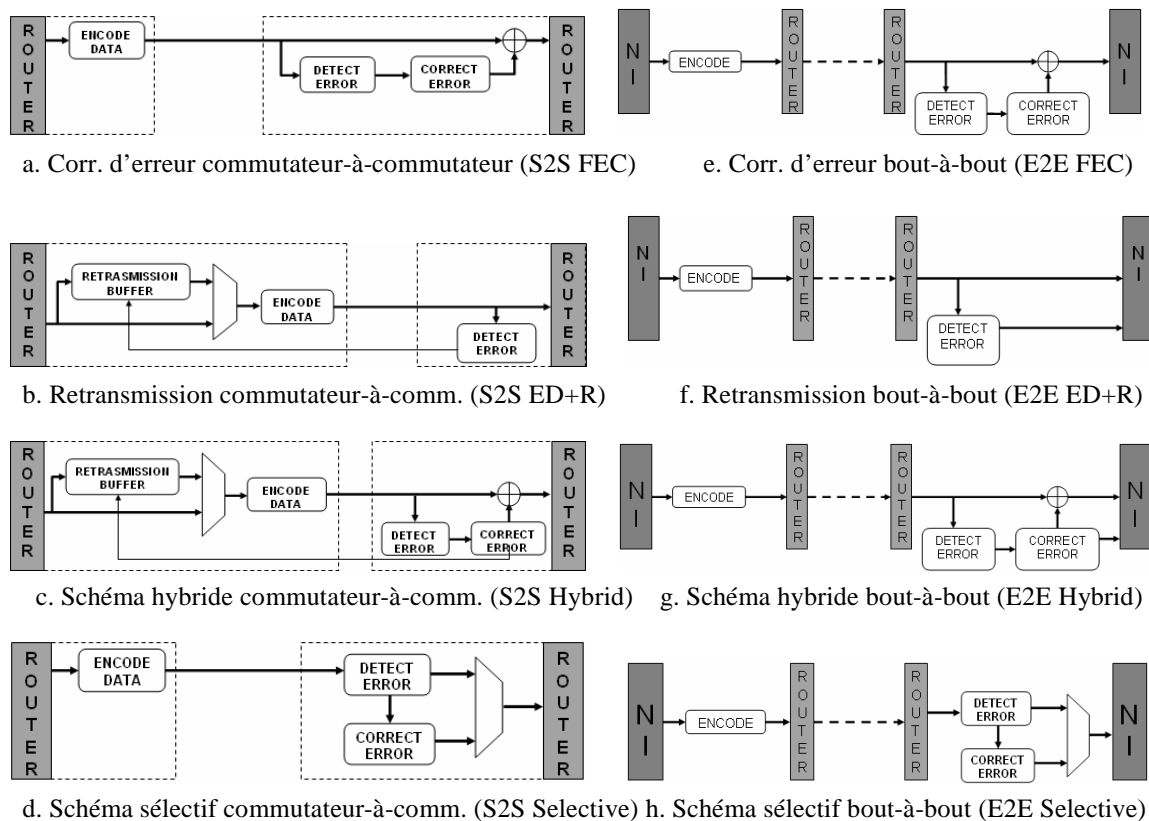 ROUTER
ENCODE DATA
DETECT ERROR
CORRECT ERROR
ROUTER
a. Corr. d'erreur commutateur-à-commutateur (S2S FEC)
NI
ENCODE
ROUTER
ROUTER
DETECT ERROR
CORRECT ERROR
NI
e. Corr. d'erreur bout-à-bout (E2E FEC)
ROUTER
RETRASMISSION BUFFER
ENCODE DATA
DETECT ERROR
ROUTER
b. Retransmission commutateur-à-comm. (S2S ED+R)
NI
ENCODE
ROUTER
ROUTER
DETECT ERROR
NI
f. Retransmission bout-à-bout (E2E ED+R)
ROUTER
RETRASMISSION BUFFER
ENCODE DATA
DETECT ERROR
CORRECT ERROR
ROUTER
c. Schéma hybride commutateur-à-comm. (S2S Hybrid)
NI
ENCODE
ROUTER
ROUTER
DETECT ERROR
CORRECT ERROR
NI
g. Schéma hybride bout-à-bout (E2E Hybrid)
ROUTER
ENCODE DATA
DETECT ERROR
CORRECT ERROR
ROUTER
d. Schéma sélectif commutateur-à-comm. (S2S Selective)
NI
ENCODE
ROUTER
ROUTER
DETECT ERROR
CORRECT ERROR
NI
h. Schéma sélectif bout-à-bout (E2E Selective)